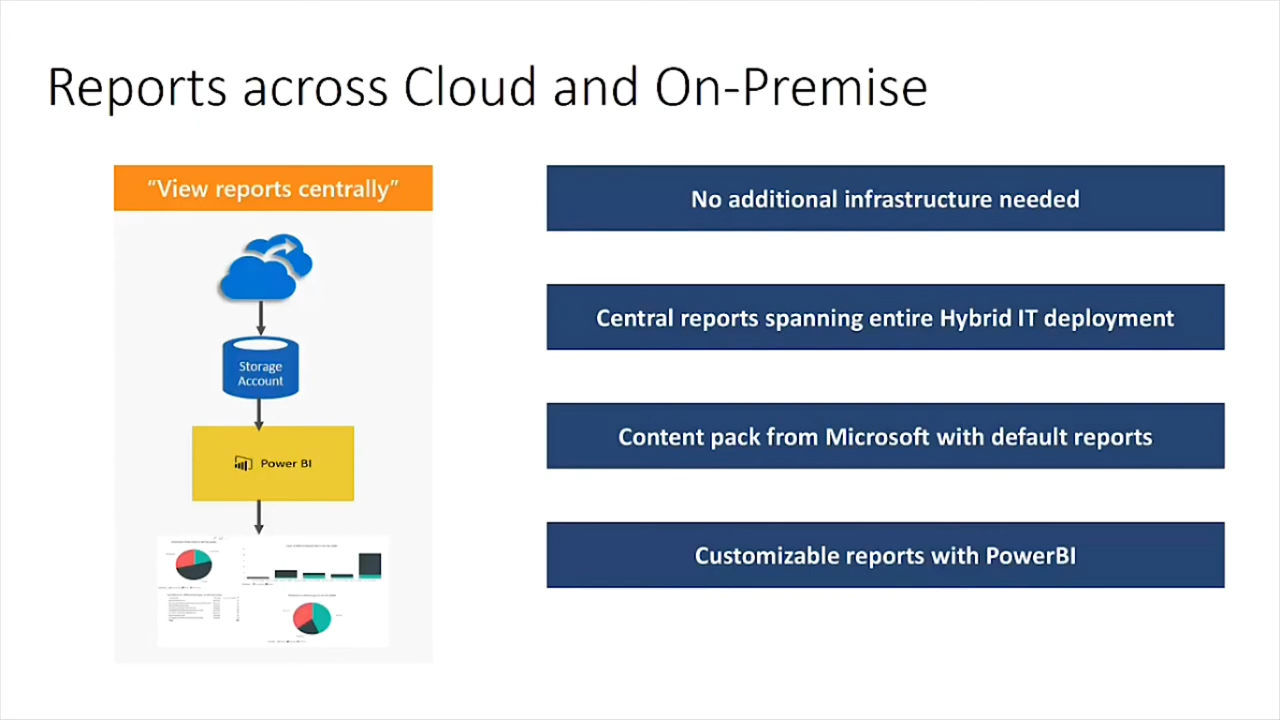 Reports across Cloud and On-Premise
“View reports centrally”
Storage
Account
Power BI
No additional infrastructure needed
Central reports spanning entire Hybrid IT deployment
Content pack from Microsoft with default reports
Customizable reports with PowerBI